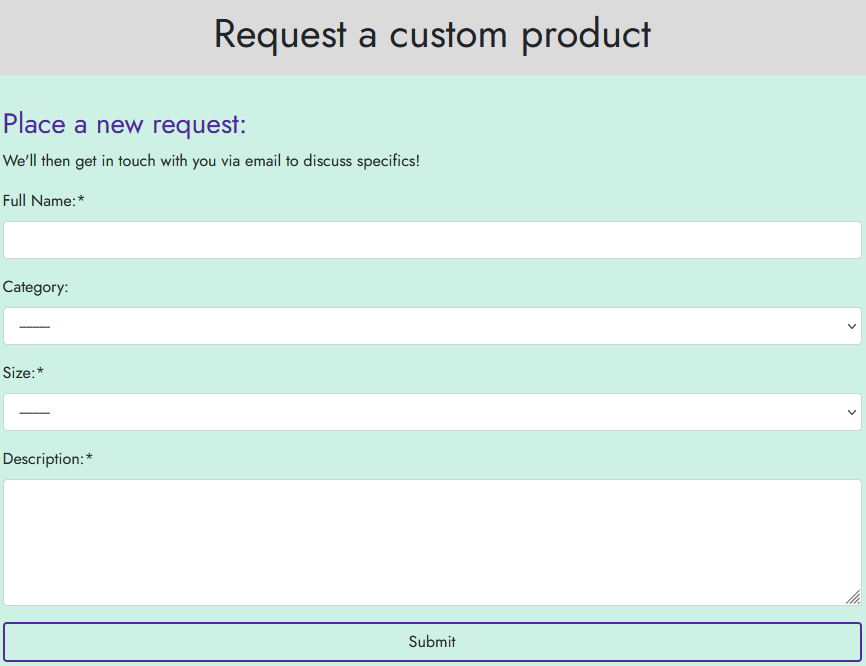 Request a custom product
Place a new request:
We'll then get in touch with you via email to discuss specifics!
Full Name:*
Category:
---------
Size:*
---------
Description:*
Submit